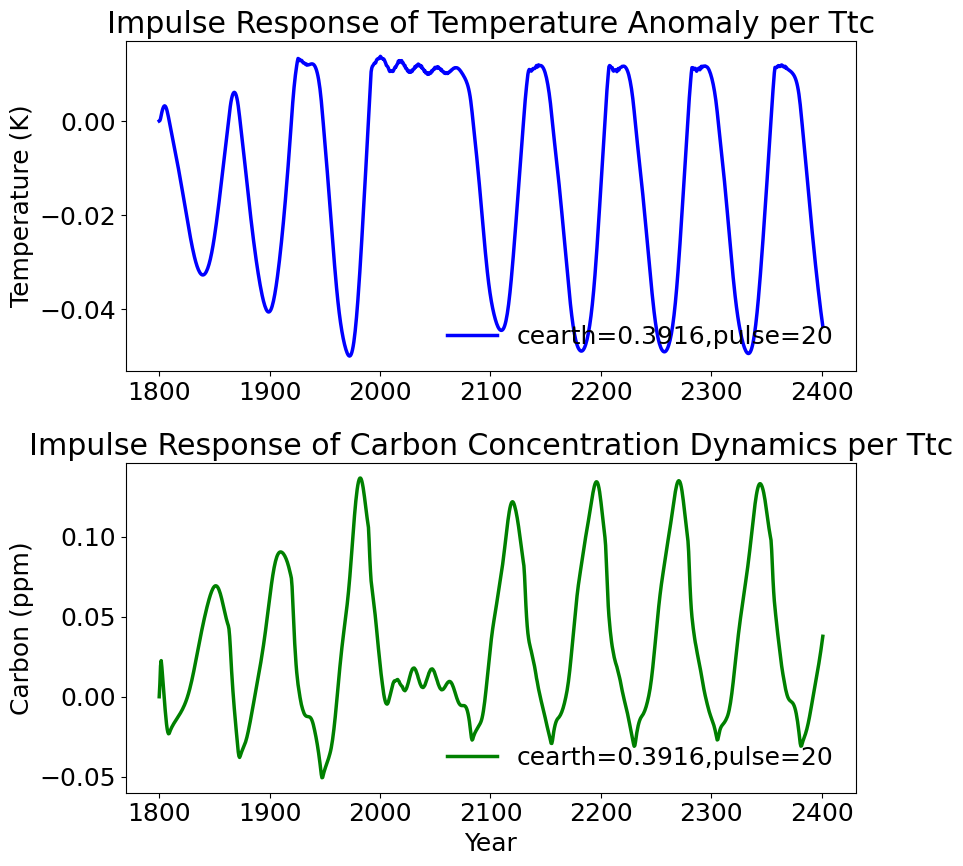 Impulse Response of Temperature Anomaly per Ttc
Temperature (K)
0.00
−0.02
−0.04
cearth=0.3916,pulse=20
1800 1900 2000 2100 2200 2300 2400
Impulse Response of Carbon Concentration Dynamics per Ttc
Carbon (ppm)
0.10
0.05
0.00
−0.05
cearth=0.3916,pulse=20
1800 1900 2000 2100 2200 2300 2400
Year